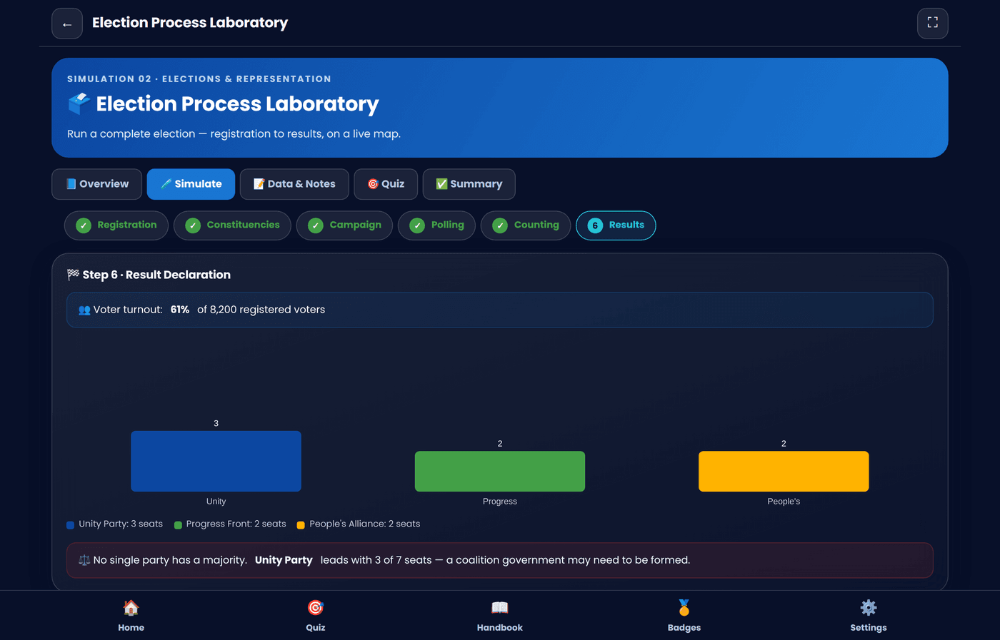 ← Election Process Laboratory
SIMULATION 02 · ELECTIONS & REPRESENTATION
Election Process Laboratory
Run a complete election — registration to results, on a live map.
Overview Simulate Data & Notes Quiz Summary
✓ Registration ✓ Constituencies ✓ Campaign ✓ Polling ✓ Counting 6 Results
Step 6 · Result Declaration
Voter turnout: 61% of 8,200 registered voters
3 2 2
Unity Progress People's
Unity Party: 3 seats Progress Front: 2 seats People's Alliance: 2 seats
No single party has a majority. Unity Party leads with 3 of 7 seats — a coalition government may need to be formed.
Home Quiz Handbook Badges Settings